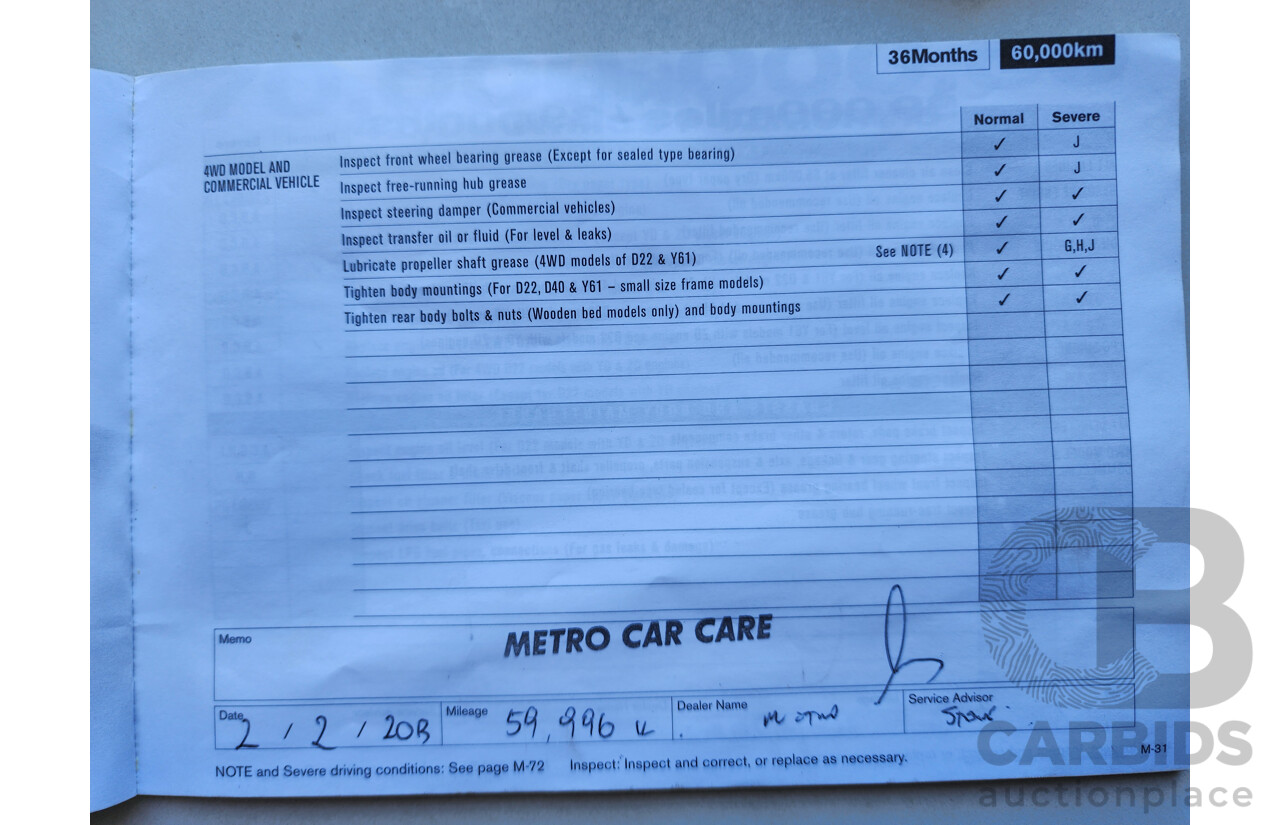 36Months 60,000km
Normal Severe
4WD MODEL AND
COMMERCIAL VEHICLE
Inspect front wheel bearing grease (Except for sealed type bearing) ✓ J
Inspect free-running hub grease ✓ J
Inspect steering damper (Commercial vehicles) ✓ ✓
Inspect transfer oil or fluid (For level & leaks) ✓ ✓
Lubricate propeller shaft grease (4WD models of D22 & Y61) See NOTE (4) ✓ G,H,J
Tighten body mountings (For D22, D40 & Y61 – small size frame models) ✓ ✓
Tighten rear body bolts & nuts (Wooden bed models only) and body mountings ✓ ✓
Memo
METRO CAR CARE
Date 2 / 2 / 2013 Mileage 59,996 k Dealer Name Service Advisor
NOTE and Severe driving conditions: See page M-72 Inspect: Inspect and correct, or replace as necessary.
M-31
CB
CARBIDS
auctionplace